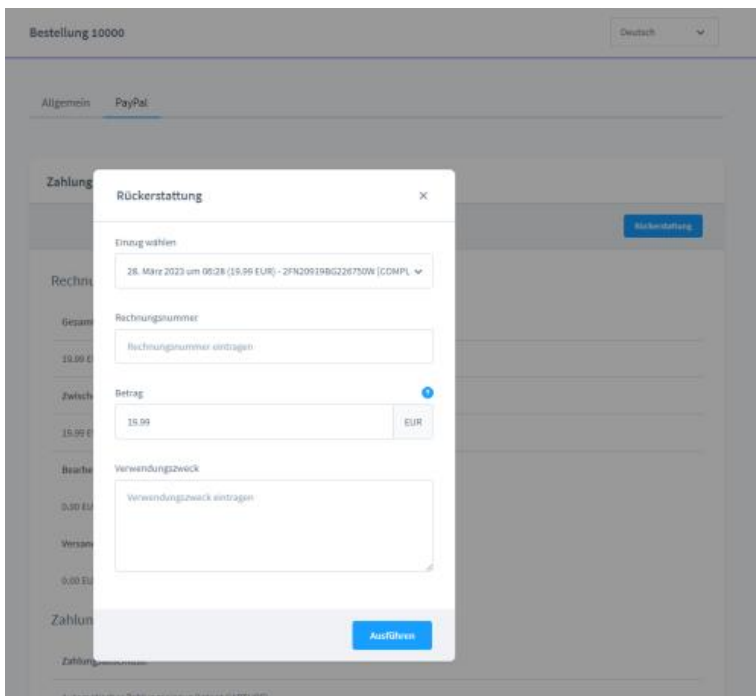 Bestellung 10000
Deutsch
Allgemein PayPal
Zahlung
Rückerstattung
Rückerstattung
Einzug wählen
28. März 2023 um 08:28 (19.99 EUR) - 2FN20919BG226750W [COMPL
Rechnu
Rechnungsnummer
Gesam
Rechnungsnummer eintragen
19.99 E
Zwisch
Betrag
19.99 EUR
19.99 E
Bearbe
Verwendungszweck
Verwendungszweck eintragen
0.00 EU
Versan
0.00 EU
Zahlun
Ausführen